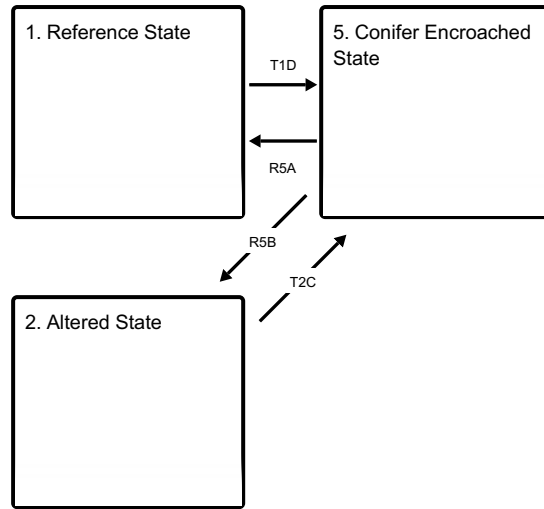 1. Reference State
5. Conifer Encroached
State
T1D
R5A
R5B
T2C
2. Altered State